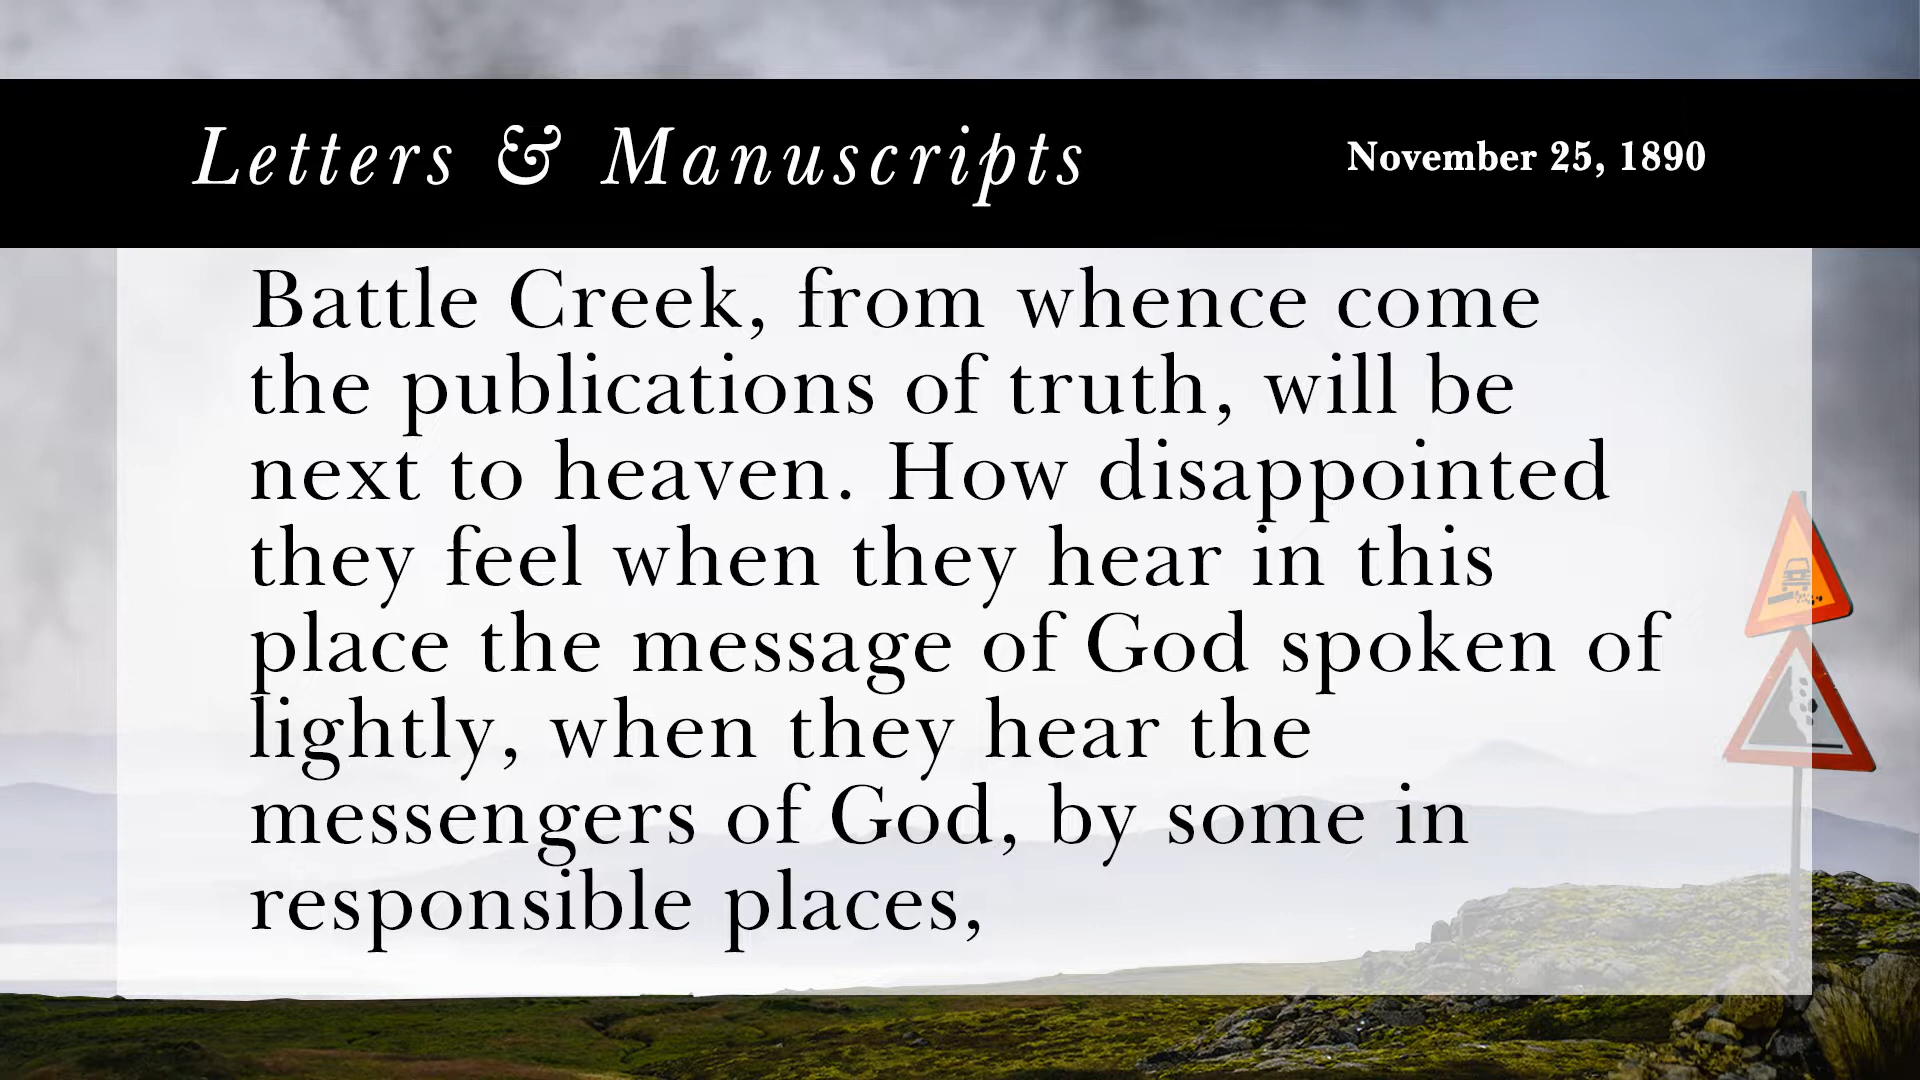 Letters & Manuscripts
November 25, 1890
Battle Creek, from whence come
the publications of truth, will be
next to heaven. How disappointed
they feel when they hear in this
place the message of God spoken of
lightly, when they hear the
messengers of God, by some in
responsible places,